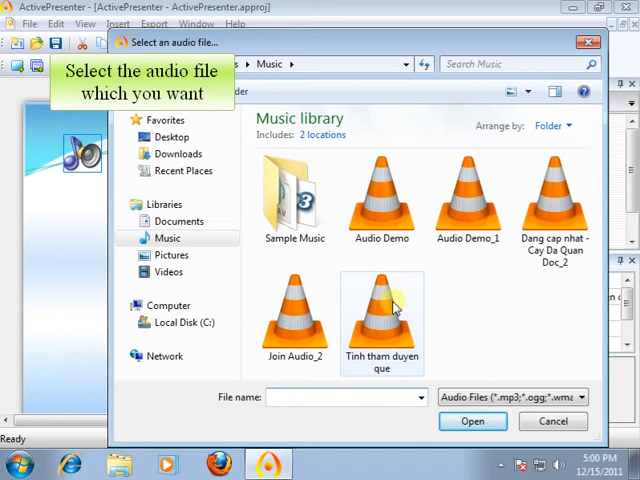 ActivePresenter - [ActivePresenter - ActivePresenter.approj]
File Edit View Insert Export Window Help
Select an audio file...
Music
Search Music
Select the audio file
which you want
Music library
Includes: 2 locations
Arrange by: Folder
Favorites
Desktop
Downloads
Recent Places
Libraries
Documents
Music
Pictures
Videos
Computer
Local Disk (C:)
Network
Sample Music
Audio Demo
Audio Demo_1
Dang cap nhat -
Cay Da Quan
Doc_2
Join Audio_2
Tinh tham duyen
que
File name:
Audio Files (*.mp3;*.ogg;*.wma
Open
Cancel
Ready
5:00 PM
12/15/2011